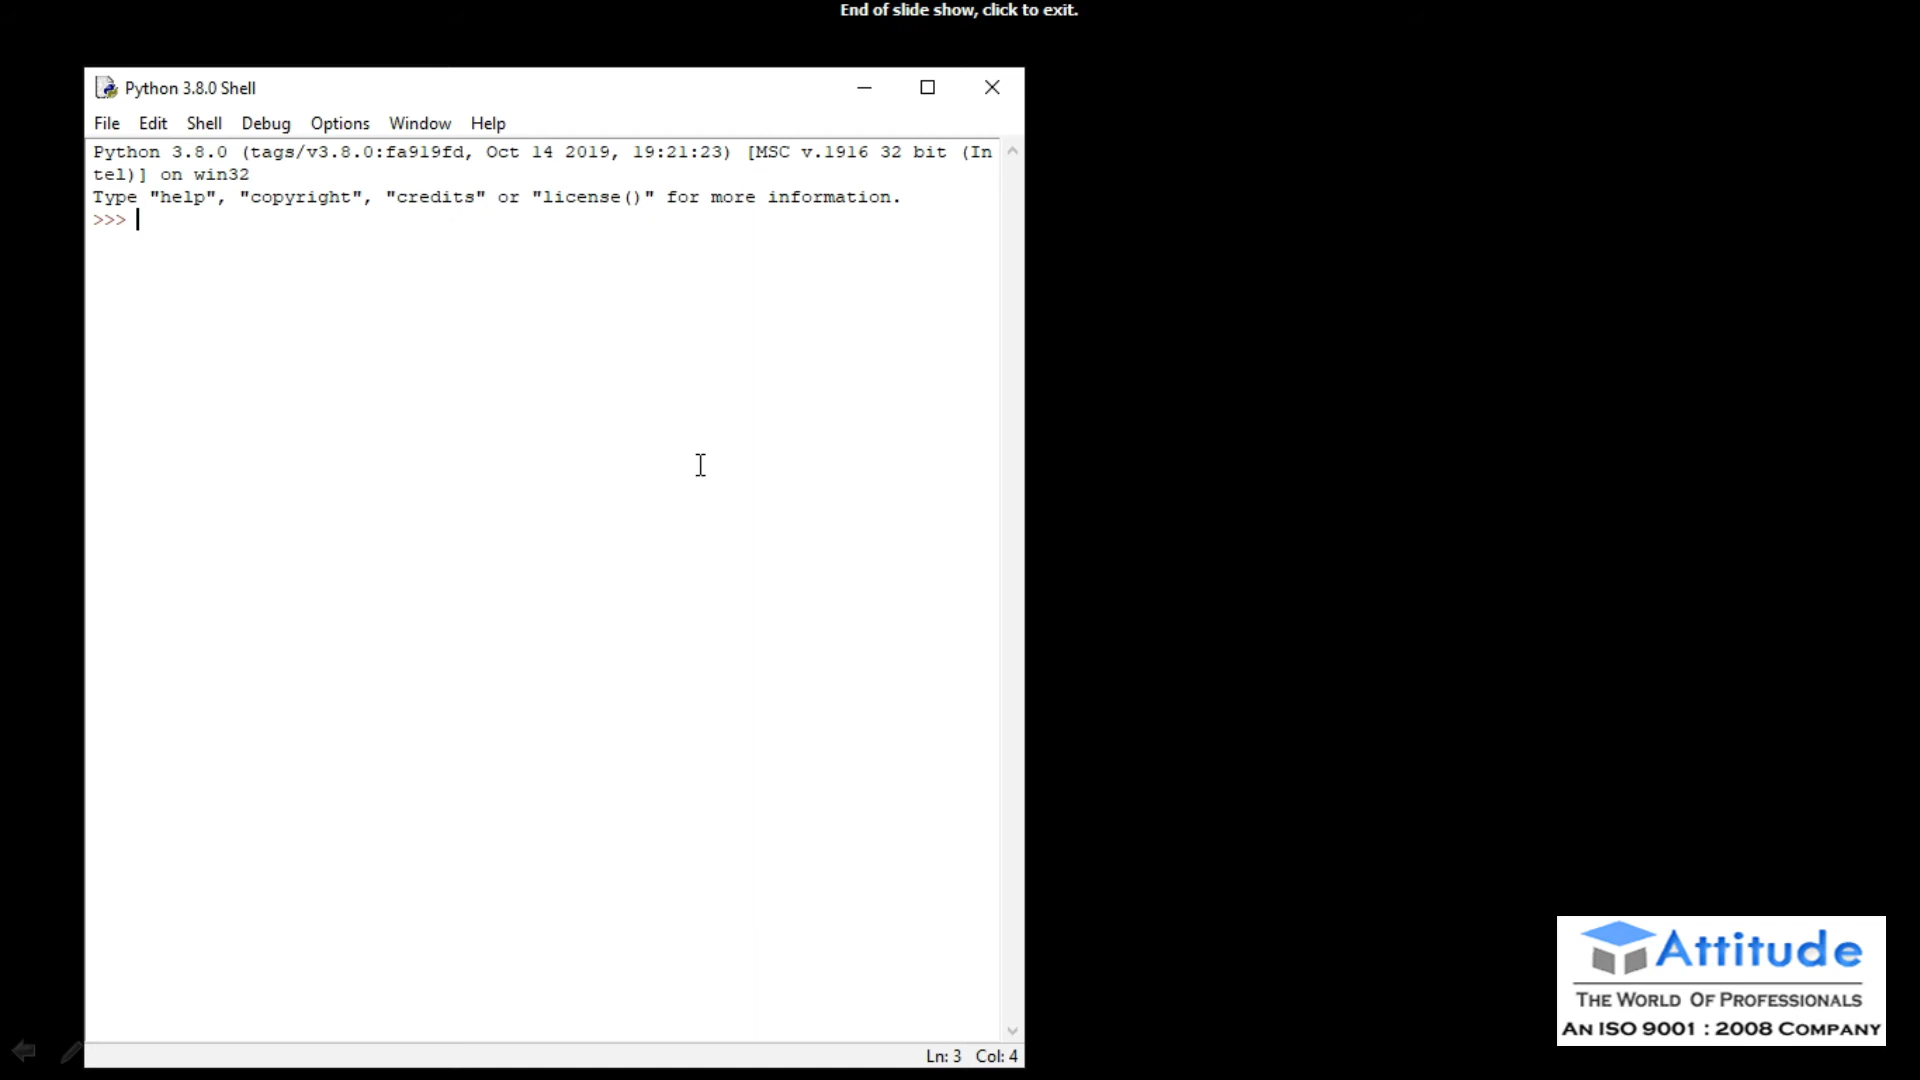 End of slide show, click to exit.
Python 3.8.0 Shell
File Edit Shell Debug Options Window Help
Python 3.8.0 (tags/v3.8.0:fa919fd, Oct 14 2019, 19:21:23) [MSC v.1916 32 bit (In
tel)] on win32
Type "help", "copyright", "credits" or "license()" for more information.
>>>
Attitude
THE WORLD OF PROFESSIONALS
AN ISO 9001 : 2008 COMPANY
Ln: 3 Col: 4